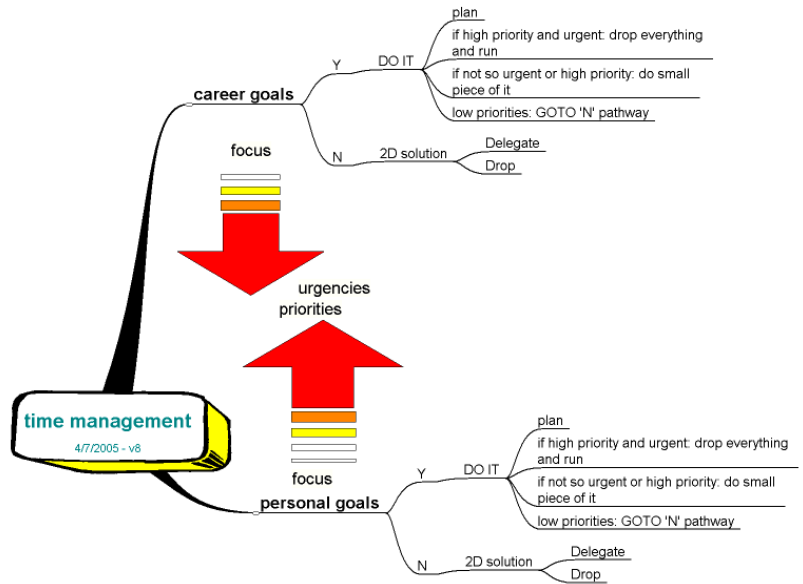 plan
if high priority and urgent: drop everything
and run
Y
DO IT
if not so urgent or high priority: do small
piece of it
career goals
low priorities: GOTO 'N' pathway
focus
N
2D solution
Delegate
Drop
urgencies
priorities
time management
4/7/2005 - v8
focus
personal goals
plan
if high priority and urgent: drop everything
and run
Y
DO IT
if not so urgent or high priority: do small
piece of it
low priorities: GOTO 'N' pathway
N
2D solution
Delegate
Drop